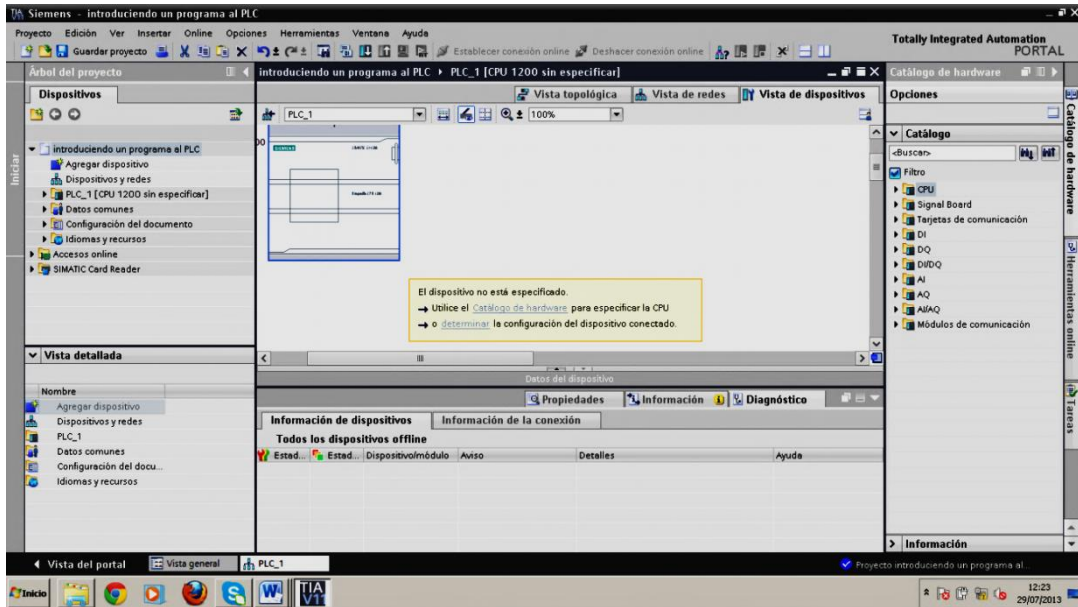 Siemens - introduciendo un programa al PLC
Proyecto Edición Ver Insertar Online Opciones Herramientas Ventana Ayuda
Guardar proyecto Establecer conexión online Deshacer conexión online
Totally Integrated Automation
PORTAL
Árbol del proyecto
Dispositivos
introduciendo un programa al PLC
Agregar dispositivo
Dispositivos y redes
PLC_1 [CPU 1200 sin especificar]
Datos comunes
Configuración del documento
Idiomas y recursos
Accesos online
SIMATIC Card Reader
Vista detallada
Nombre
Agregar dispositivo
Dispositivos y redes
PLC_1
Datos comunes
Configuración del docu...
Idiomas y recursos
Iniciar
introduciendo un programa al PLC PLC_1 [CPU 1200 sin especificar]
Vista topológica Vista de redes Vista de dispositivos
PLC_1 100%
SIEMENS
El dispositivo no está especificado.
Utilice el Catálogo de hardware para especificar la CPU
o determinar la configuración del dispositivo conectado.
Datos del dispositivo
Propiedades Información Diagnóstico
Información de dispositivos Información de la conexión
Todos los dispositivos offline
Estad... Estad... Dispositivo/módulo Aviso Detalles Ayuda
Catálogo de hardware
Opciones
Catálogo
<Buscar>
Filtro
CPU
Signal Board
Tarjetas de comunicación
DI
DQ
DI/DQ
AI
AQ
AI/AQ
Módulos de comunicación
Información
Catálogo de hardware
Herramientas online
Tareas
Vista del portal Vista general PLC_1
Proyecto introduciendo un programa al...
Inicio
TIA
V11
12:23
29/07/2013